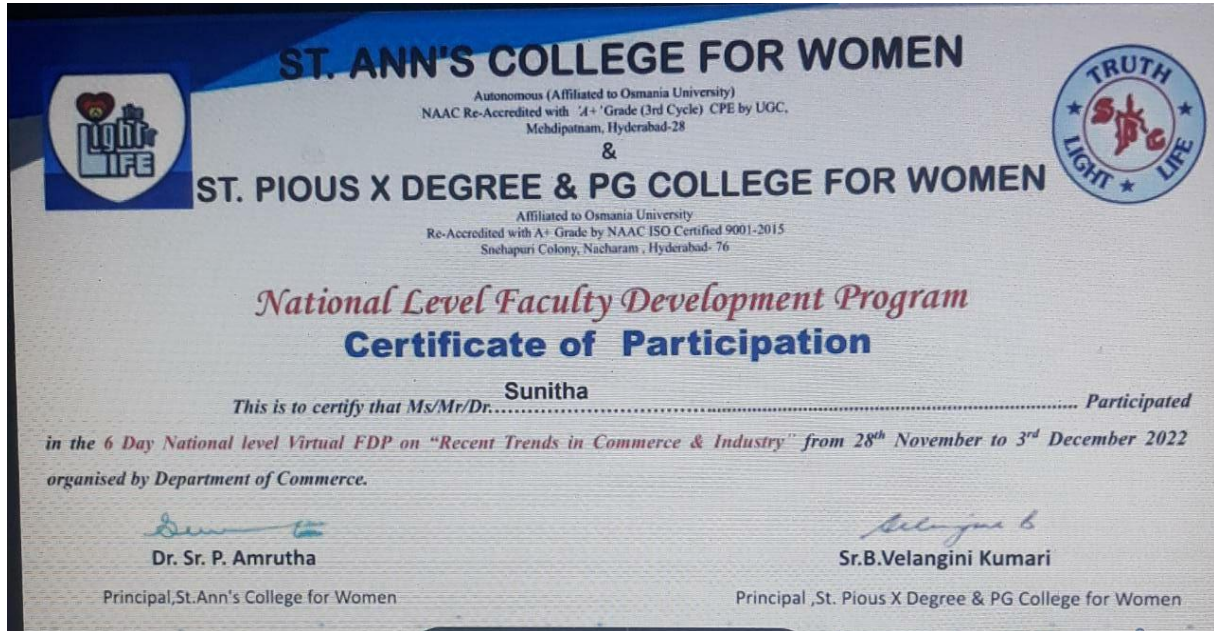 ST. ANN'S COLLEGE FOR WOMEN
Autonomous (Affiliated to Osmania University)
NAAC Re-Accredited with 'A+ 'Grade (3rd Cycle) CPE by UGC,
Mehdipatnam, Hyderabad-28
&
ST. PIOUS X DEGREE & PG COLLEGE FOR WOMEN
Affiliated to Osmania University
Re-Accredited with A+ Grade by NAAC ISO Certified 9001-2015
Snehapuri Colony, Nacharam , Hyderabad- 76
the
Light of
LIFE
TRUTH
SPC
LIGHT
LIFE
National Level Faculty Development Program
Certificate of Participation
This is to certify that Ms/Mr/Dr. Sunitha Participated
in the 6 Day National level Virtual FDP on "Recent Trends in Commerce & Industry" from 28th November to 3rd December 2022
organised by Department of Commerce.
Dr. Sr. P. Amrutha
Sr.B.Velangini Kumari
Principal,St.Ann's College for Women
Principal ,St. Pious X Degree & PG College for Women